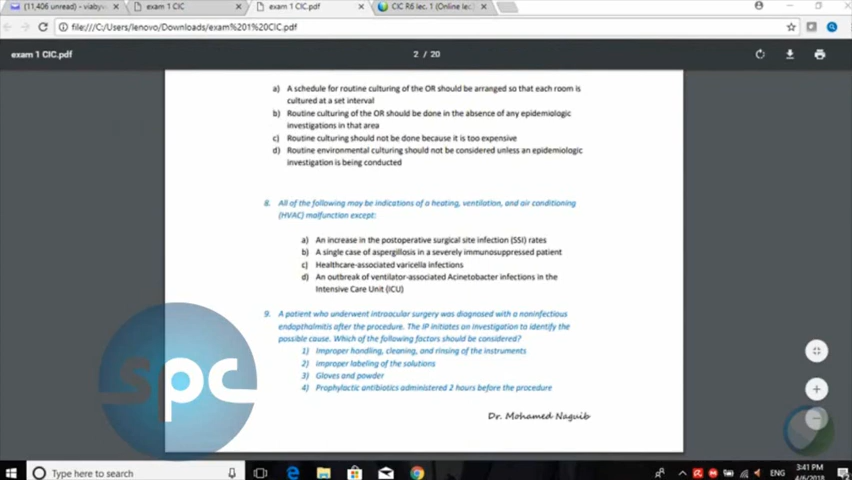 (11,406 unread) - viabyv
exam 1 CIC
exam 1 CIC.pdf
CIC R6 lec. 1 (Online lec
file:///C:/Users/lenovo/Downloads/exam%201%20CIC.pdf
exam 1 CIC.pdf
2 / 20
a) A schedule for routine culturing of the OR should be arranged so that each room is
cultured at a set interval
b) Routine culturing of the OR should be done in the absence of any epidemiologic
investigations in that area
c) Routine culturing should not be done because it is too expensive
d) Routine environmental culturing should not be considered unless an epidemiologic
investigation is being conducted
8. All of the following may be indications of a heating, ventilation, and air conditioning
(HVAC) malfunction except:
a) An increase in the postoperative surgical site infection (SSI) rates
b) A single case of aspergillosis in a severely immunosuppressed patient
c) Healthcare-associated varicella infections
d) An outbreak of ventilator-associated Acinetobacter infections in the
Intensive Care Unit (ICU)
9. A patient who underwent intraocular surgery was diagnosed with a noninfectious
endopthalmitis after the procedure. The IP initiates an investigation to identify the
possible cause. Which of the following factors should be considered?
1) Improper handling, cleaning, and rinsing of the instruments
2) improper labeling of the solutions
3) Gloves and powder
4) Prophylactic antibiotics administered 2 hours before the procedure
spc
Dr. Mohamed Naguib
Type here to search
ENG
3:41 PM
4/6/2018